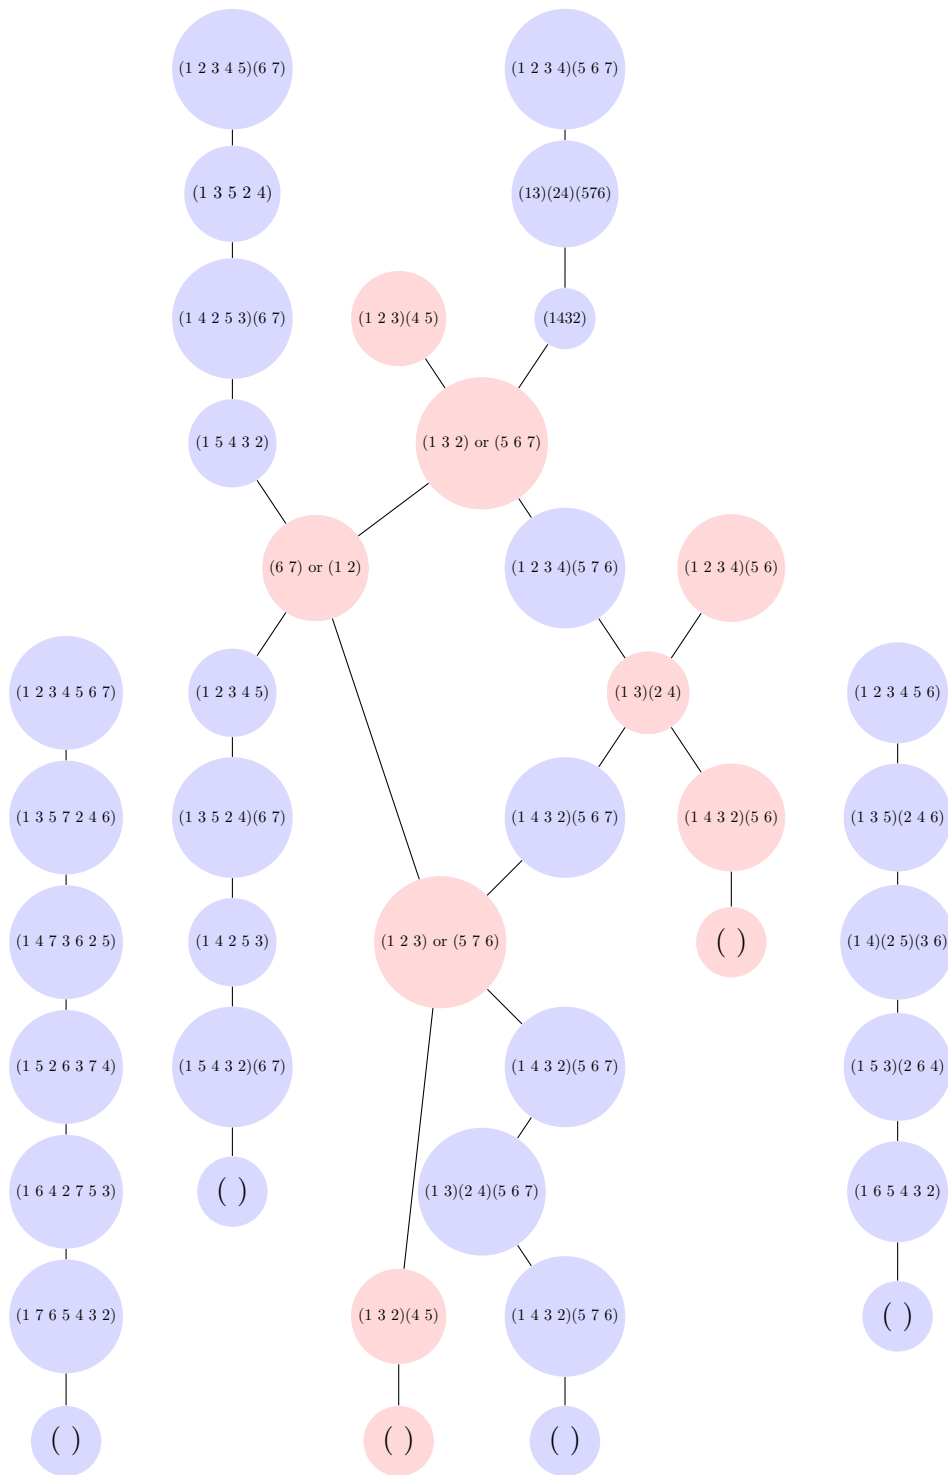 (1 2 3 4 5)(6 7)
(1 2 3 4)(5 6 7)
(1 3 5 2 4)
(13)(24)(576)
(1 4 2 5 3)(6 7)
(1 2 3)(4 5)
(1432)
(1 5 4 3 2)
(1 3 2) or (5 6 7)
(6 7) or (1 2)
(1 2 3 4)(5 7 6)
(1 2 3 4)(5 6)
(1 2 3 4 5 6 7)
(1 2 3 4 5)
(1 3)(2 4)
(1 2 3 4 5 6)
(1 3 5 7 2 4 6)
(1 3 5 2 4)(6 7)
(1 4 3 2)(5 6 7)
(1 4 3 2)(5 6)
(1 3 5)(2 4 6)
(1 4 7 3 6 2 5)
(1 4 2 5 3)
(1 2 3) or (5 7 6)
( )
(1 4)(2 5)(3 6)
(1 5 2 6 3 7 4)
(1 5 4 3 2)(6 7)
(1 4 3 2)(5 6 7)
(1 5 3)(2 6 4)
(1 6 4 2 7 5 3)
( )
(1 3)(2 4)(5 6 7)
(1 6 5 4 3 2)
(1 7 6 5 4 3 2)
(1 3 2)(4 5)
(1 4 3 2)(5 7 6)
( )
( )
( )
( )